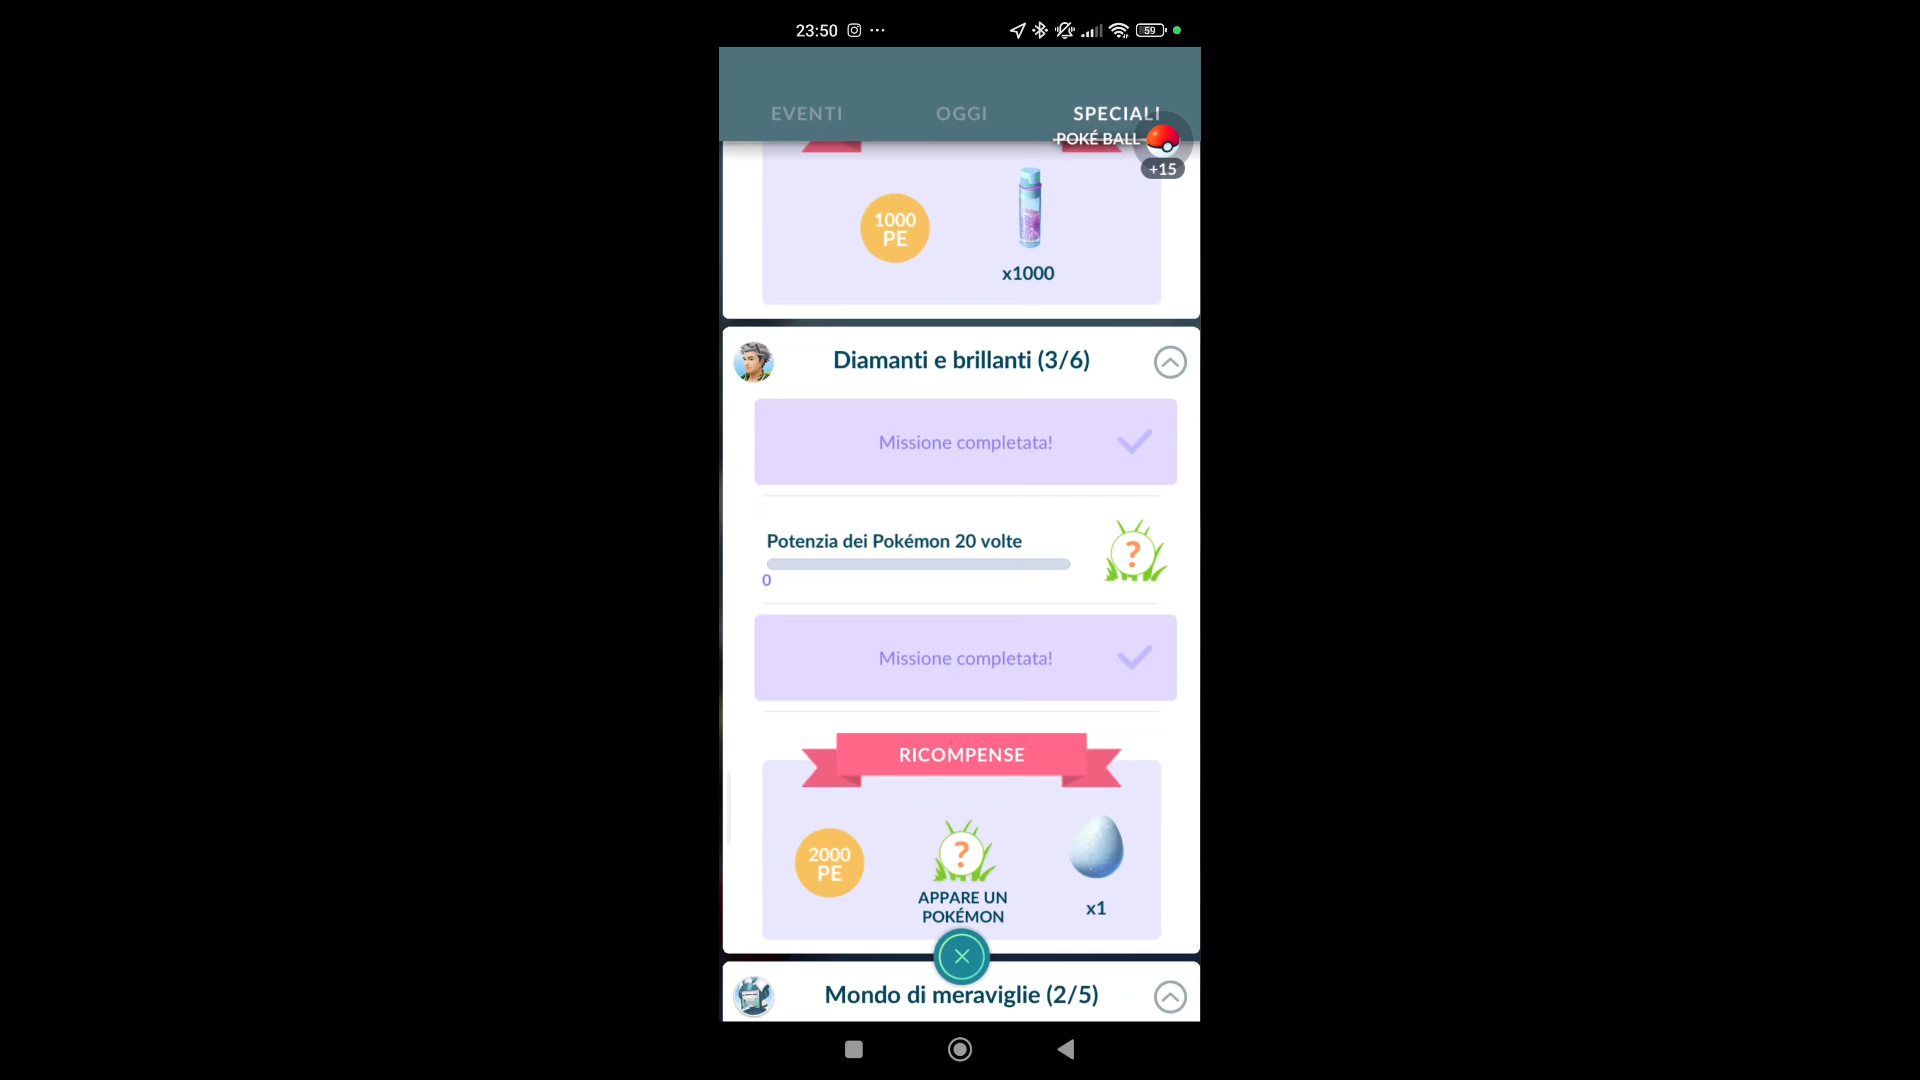 23:50
59
EVENTI OGGI SPECIALI
POKÉ BALL
+15
1000
PE
x1000
Diamanti e brillanti (3/6)
Missione completata!
Potenzia dei Pokémon 20 volte
?
0
Missione completata!
RICOMPENSE
2000
PE
?
APPARE UN
POKÉMON
x1
Mondo di meraviglie (2/5)